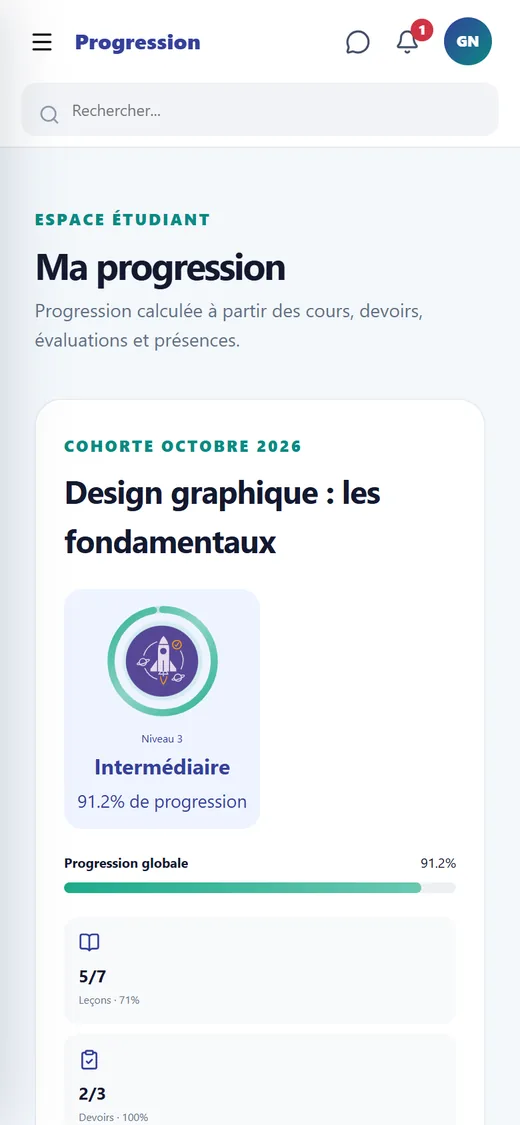 Progression
1
GN
Rechercher...
ESPACE ÉTUDIANT
Ma progression
Progression calculée à partir des cours, devoirs,
évaluations et présences.
COHORTE OCTOBRE 2026
Design graphique : les
fondamentaux
Niveau 3
Intermédiaire
91.2% de progression
Progression globale
91.2%
5/7
Leçons · 71%
2/3
Devoirs · 100%